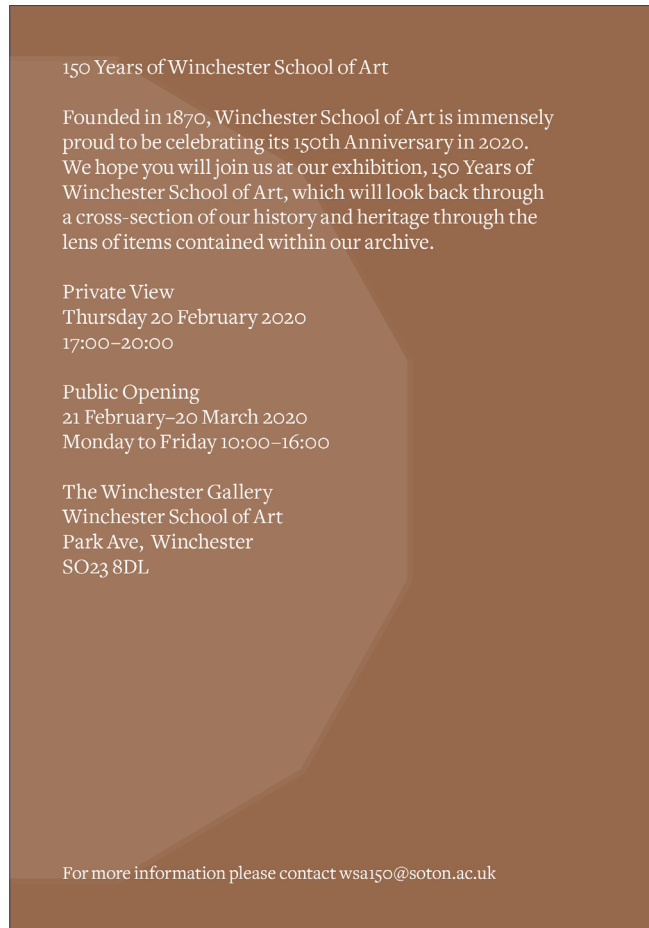 150 Years of Winchester School of Art
Founded in 1870, Winchester School of Art is immensely
proud to be celebrating its 150th Anniversary in 2020.
We hope you will join us at our exhibition, 150 Years of
Winchester School of Art, which will look back through
a cross-section of our history and heritage through the
lens of items contained within our archive.
Private View
Thursday 20 February 2020
17:00–20:00
Public Opening
21 February–20 March 2020
Monday to Friday 10:00–16:00
The Winchester Gallery
Winchester School of Art
Park Ave, Winchester
SO23 8DL
For more information please contact wsa150@soton.ac.uk